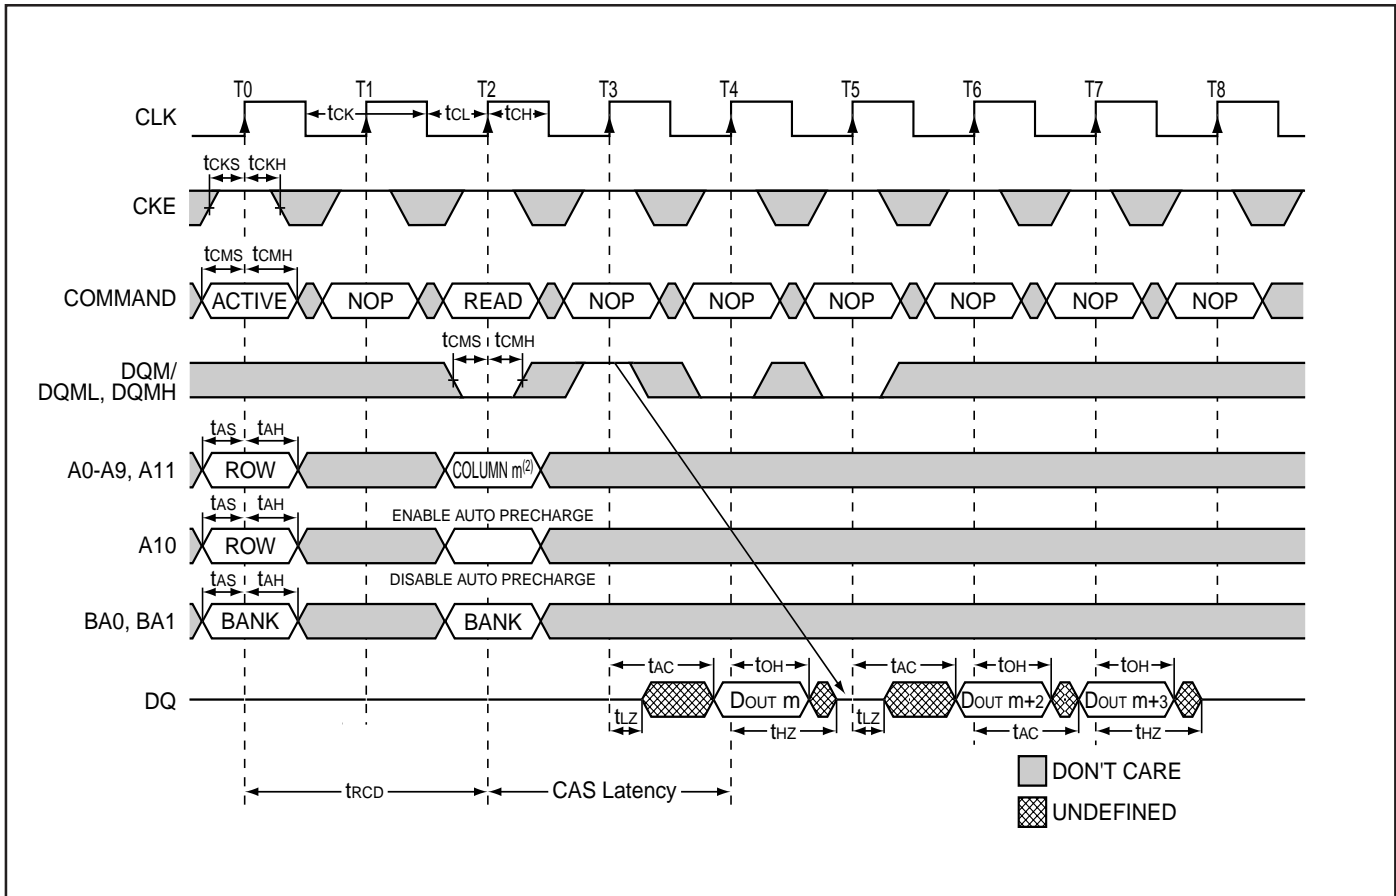 T0 T1 T2 T3 T4 T5 T6 T7 T8
CLK tCK tCL tCH
tCKS tCKH
CKE
tCMS tCMH
COMMAND ACTIVE NOP READ NOP NOP NOP NOP NOP NOP
tCMS tCMH
DQM/
DQML, DQMH
tAS tAH
A0-A9, A11 ROW COLUMN m(2)
tAS tAH ENABLE AUTO PRECHARGE
A10 ROW
tAS tAH DISABLE AUTO PRECHARGE
BA0, BA1 BANK BANK
tAC tOH tAC tOH tOH
DQ DOUT m DOUT m+2 DOUT m+3
tLZ tHZ tLZ tAC tHZ
tRCD CAS Latency
DON'T CARE
UNDEFINED